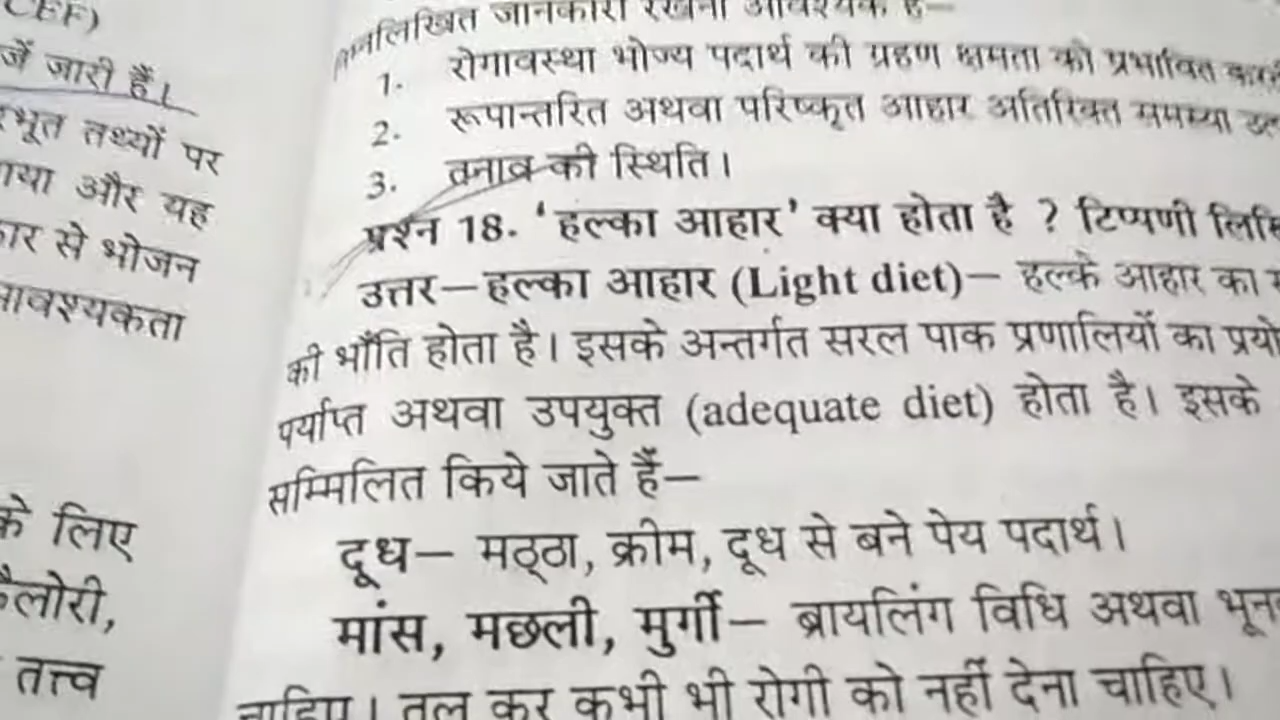 CEF)
जारी हैं।
तथ्यों पर
और यह
से भोजन
आवश्यकता
के लिए
कैलोरी,
तत्त्व
जानकारी रखना आवश्यक है—
1. रोगावस्था भोज्य पदार्थ की ग्रहण क्षमता को प्रभावित
2. रूपान्तरित अथवा परिष्कृत आहार अतिरिक्त समस्या
3. तनाव की स्थिति।
प्रश्न 18. 'हल्का आहार' क्या होता है ? टिप्पणी
उत्तर—हल्का आहार (Light diet)— हल्के आहार का
की भाँति होता है। इसके अन्तर्गत सरल पाक प्रणालियों का
पर्याप्त अथवा उपयुक्त (adequate diet) होता है। इसके
सम्मिलित किये जाते हैं—
दूध— मठ्ठा, क्रीम, दूध से बने पेय पदार्थ।
मांस, मछली, मुर्गी— ब्रायलिंग विधि अथवा
चाहिए। तल कर कभी भी रोगी को नहीं देना चाहिए।